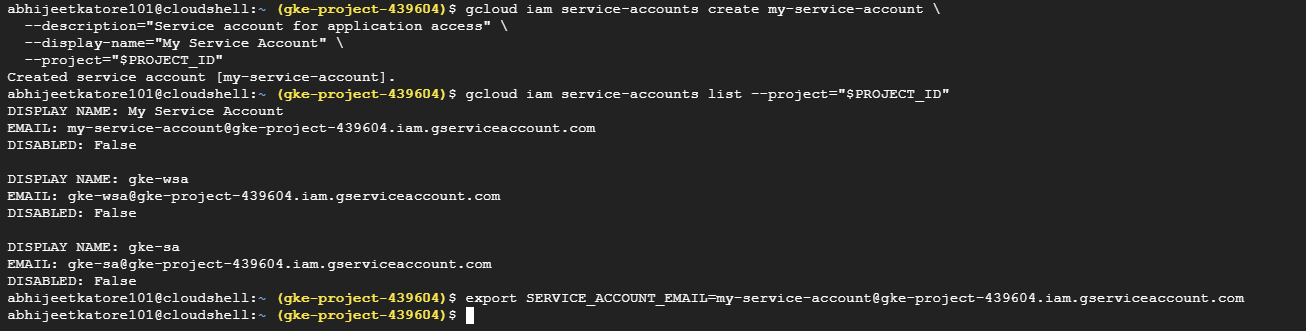 abhijeetkatore101@cloudshell:~ (gke-project-439604)$ gcloud iam service-accounts create my-service-account \
  --description="Service account for application access" \
  --display-name="My Service Account" \
  --project="$PROJECT_ID"
Created service account [my-service-account].
abhijeetkatore101@cloudshell:~ (gke-project-439604)$ gcloud iam service-accounts list --project="$PROJECT_ID"
DISPLAY NAME: My Service Account
EMAIL: my-service-account@gke-project-439604.iam.gserviceaccount.com
DISABLED: False

DISPLAY NAME: gke-wsa
EMAIL: gke-wsa@gke-project-439604.iam.gserviceaccount.com
DISABLED: False

DISPLAY NAME: gke-sa
EMAIL: gke-sa@gke-project-439604.iam.gserviceaccount.com
DISABLED: False
abhijeetkatore101@cloudshell:~ (gke-project-439604)$ export SERVICE_ACCOUNT_EMAIL=my-service-account@gke-project-439604.iam.gserviceaccount.com
abhijeetkatore101@cloudshell:~ (gke-project-439604)$